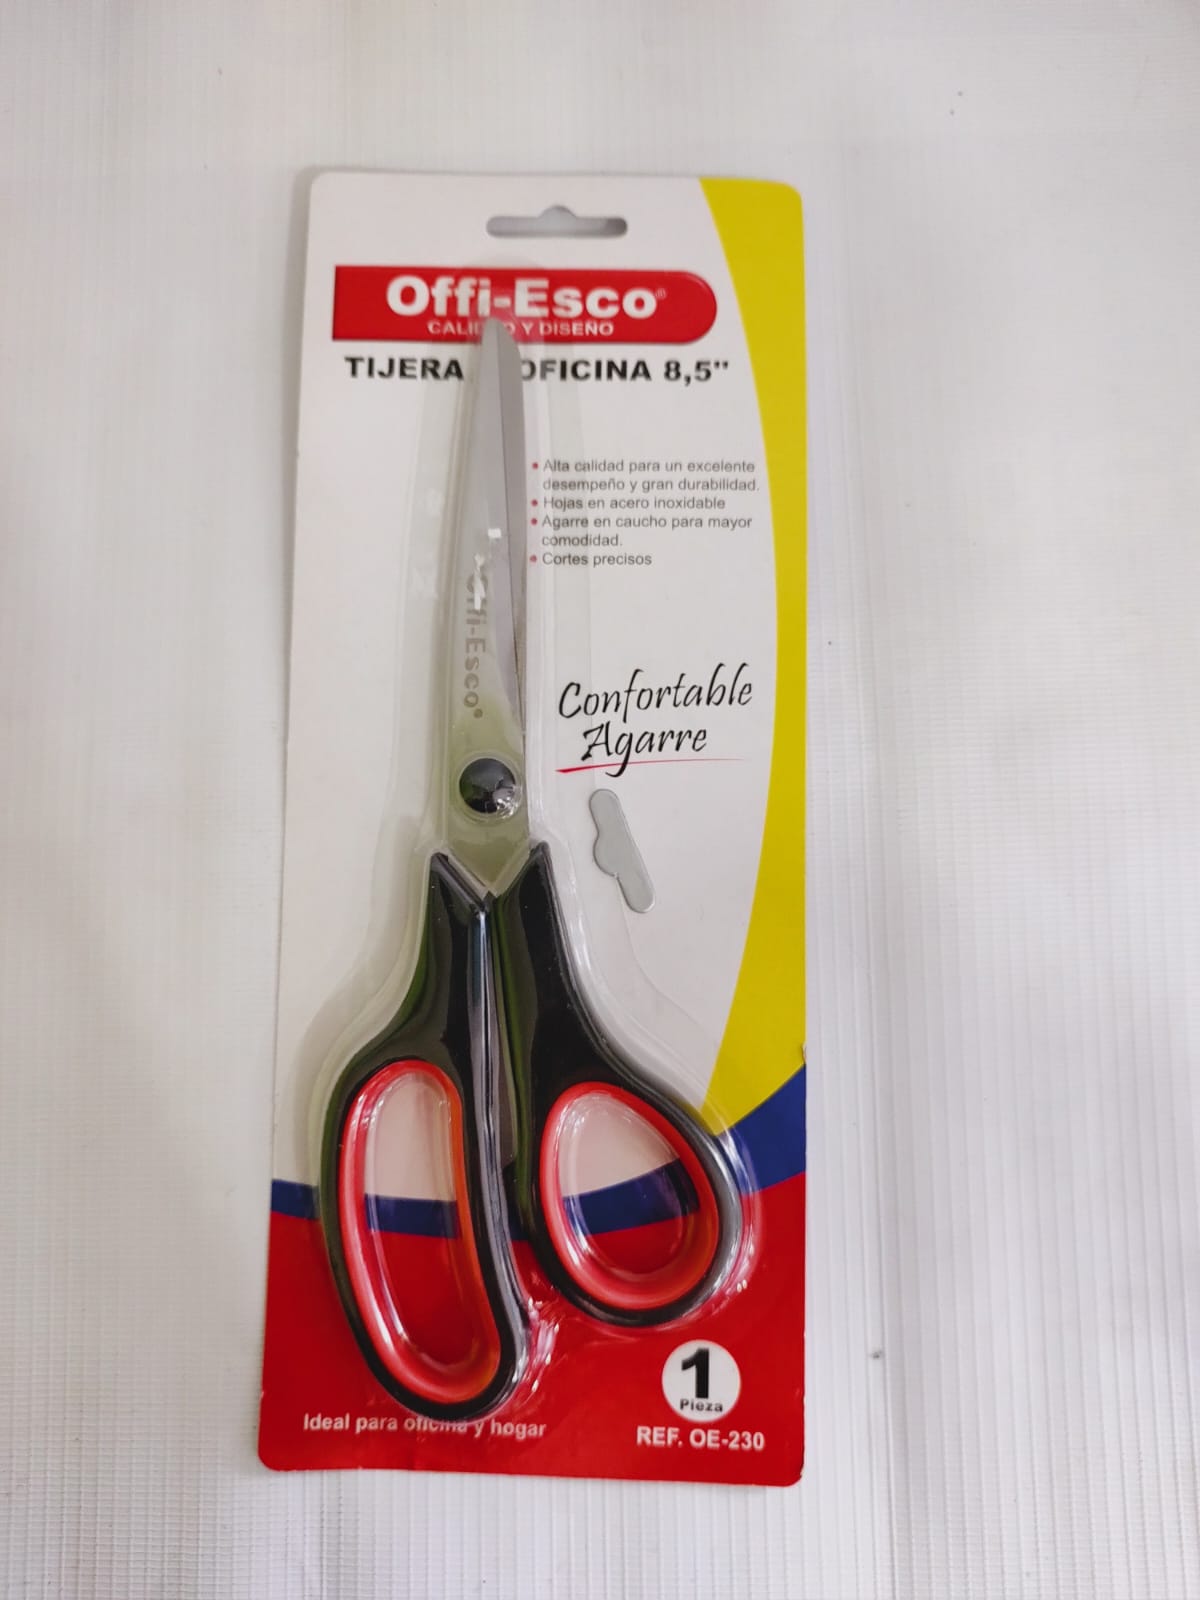 Offi-Esco®
CALIDAD Y DISEÑO
TIJERA OFICINA 8,5"
• Alta calidad para un excelente
desempeño y gran durabilidad.
• Hojas en acero inoxidable
• Agarre en caucho para mayor
comodidad.
• Cortes precisos
Offi-Esco®
Confortable
Agarre
1
Pieza
Ideal para oficina y hogar
REF. OE-230